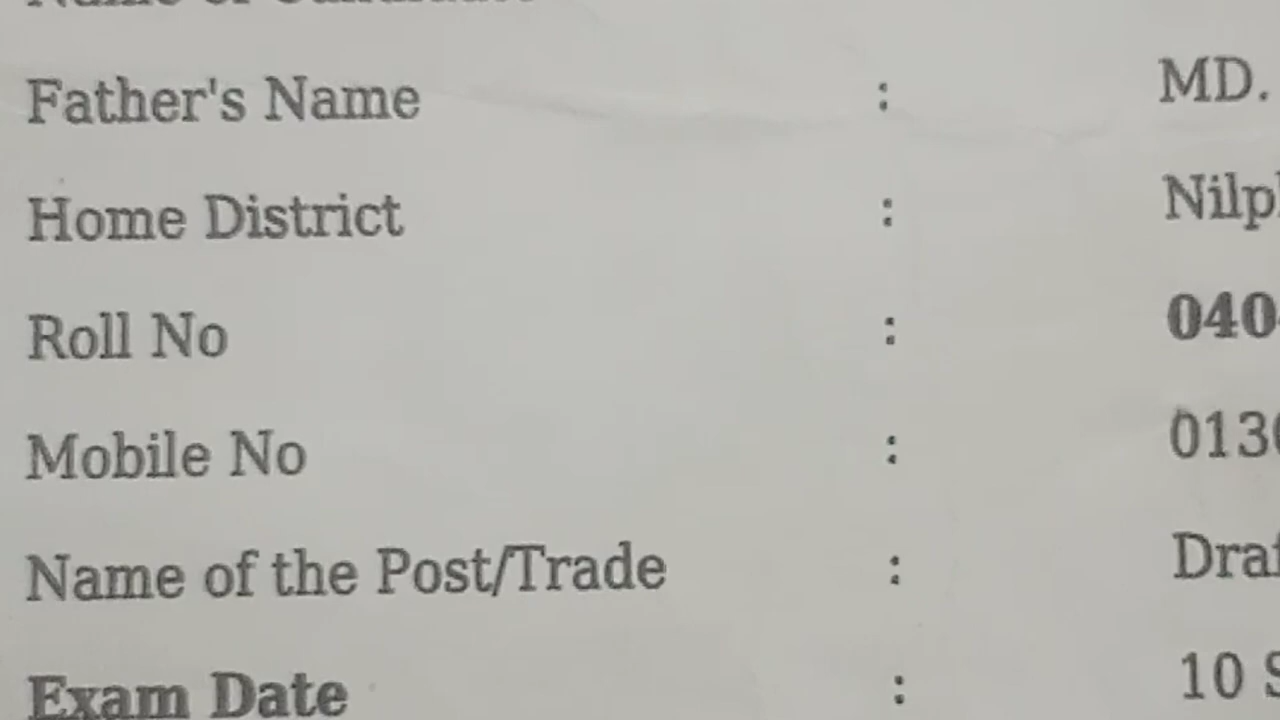 Father's Name : MD.
Home District : Nilp
Roll No : 040
Mobile No : 013
Name of the Post/Trade : Draf
Exam Date : 10 S